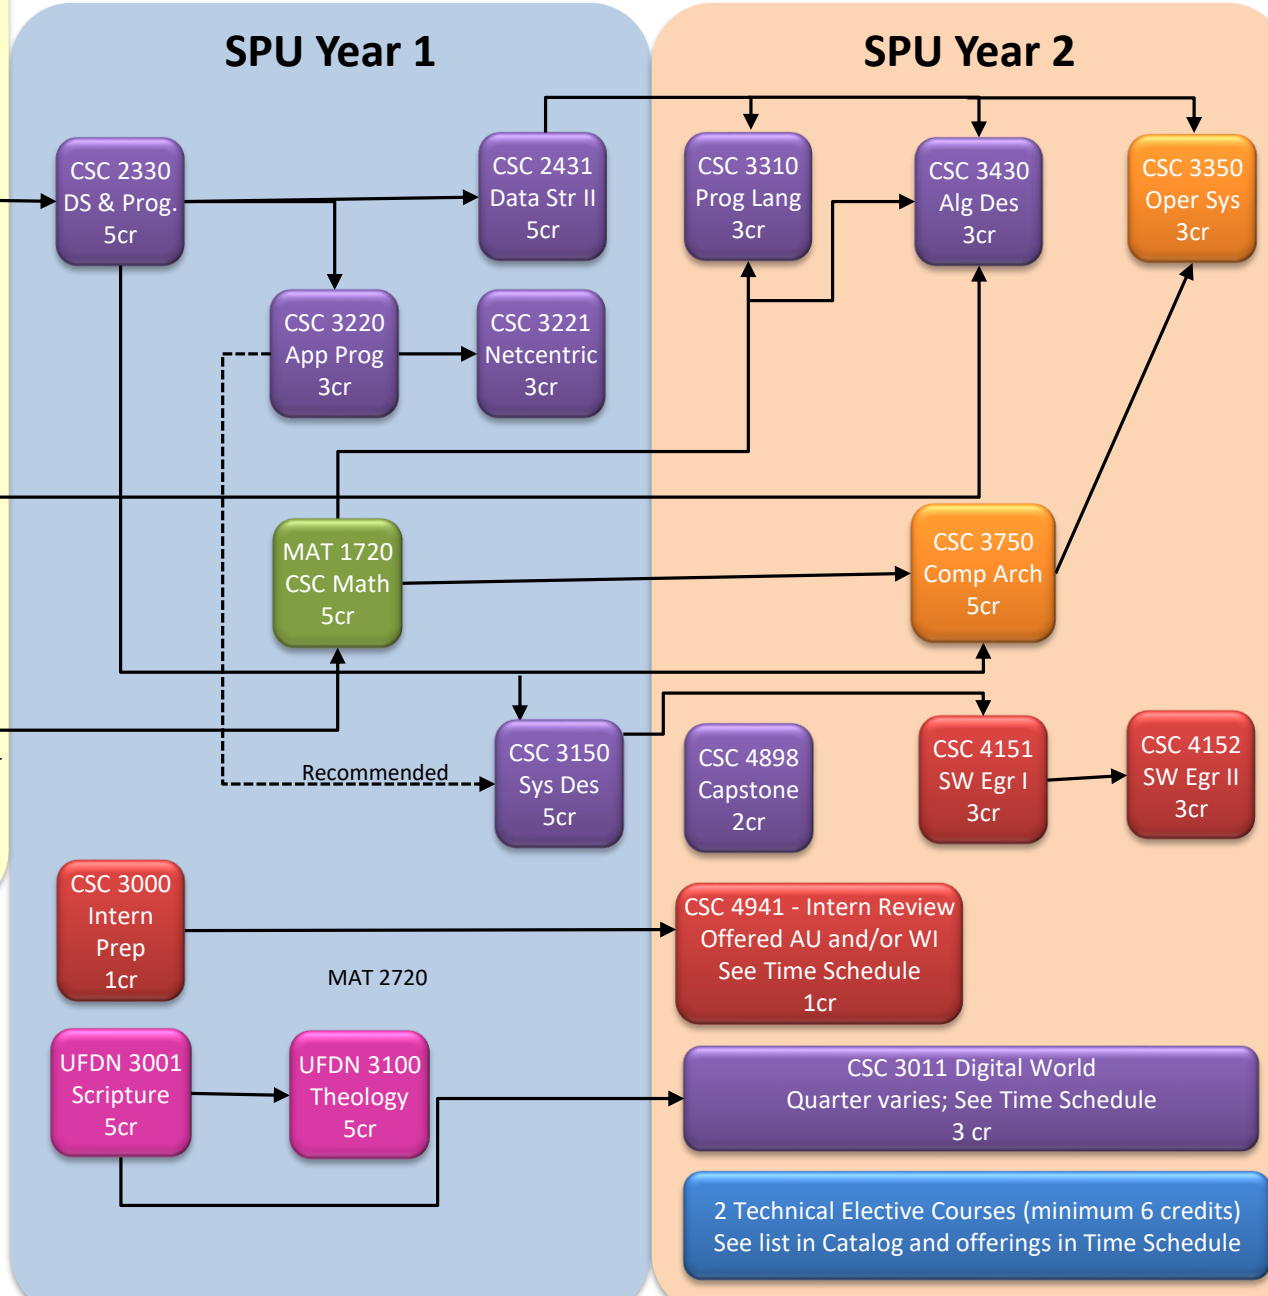 SPU Year 1
SPU Year 2
CSC 2330
DS & Prog.
5cr
CSC 2431
Data Str II
5cr
CSC 3310
Prog Lang
3cr
CSC 3430
Alg Des
3cr
CSC 3350
Oper Sys
3cr
CSC 3220
App Prog
3cr
CSC 3221
Netcentric
3cr
MAT 1720
CSC Math
5cr
CSC 3750
Comp Arch
5cr
Recommended
CSC 3150
Sys Des
5cr
CSC 4898
Capstone
2cr
CSC 4151
SW Egr I
3cr
CSC 4152
SW Egr II
3cr
CSC 3000
Intern
Prep
1cr
MAT 2720
CSC 4941 - Intern Review
Offered AU and/or WI
See Time Schedule
1cr
UFDN 3001
Scripture
5cr
UFDN 3100
Theology
5cr
CSC 3011 Digital World
Quarter varies; See Time Schedule
3 cr
2 Technical Elective Courses (minimum 6 credits)
See list in Catalog and offerings in Time Schedule